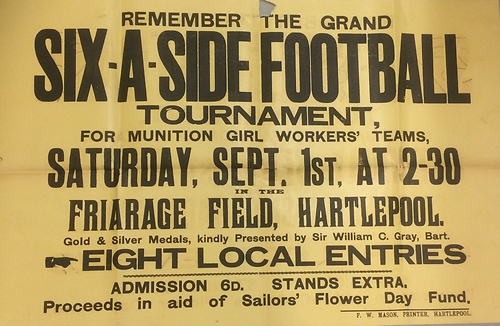 REMEMBER THE GRAND
SIX-A-SIDE FOOTBALL
TOURNAMENT,
FOR MUNITION GIRL WORKERS' TEAMS,
SATURDAY, SEPT. 1ST, AT 2-30
IN THE
FRIARAGE FIELD, HARTLEPOOL.
Gold & Silver Medals, kindly Presented by Sir William C. Gray, Bart.
EIGHT LOCAL ENTRIES
ADMISSION 6D. STANDS EXTRA.
Proceeds in aid of Sailors' Flower Day Fund.
F. W. MASON, PRINTER, HARTLEPOOL.